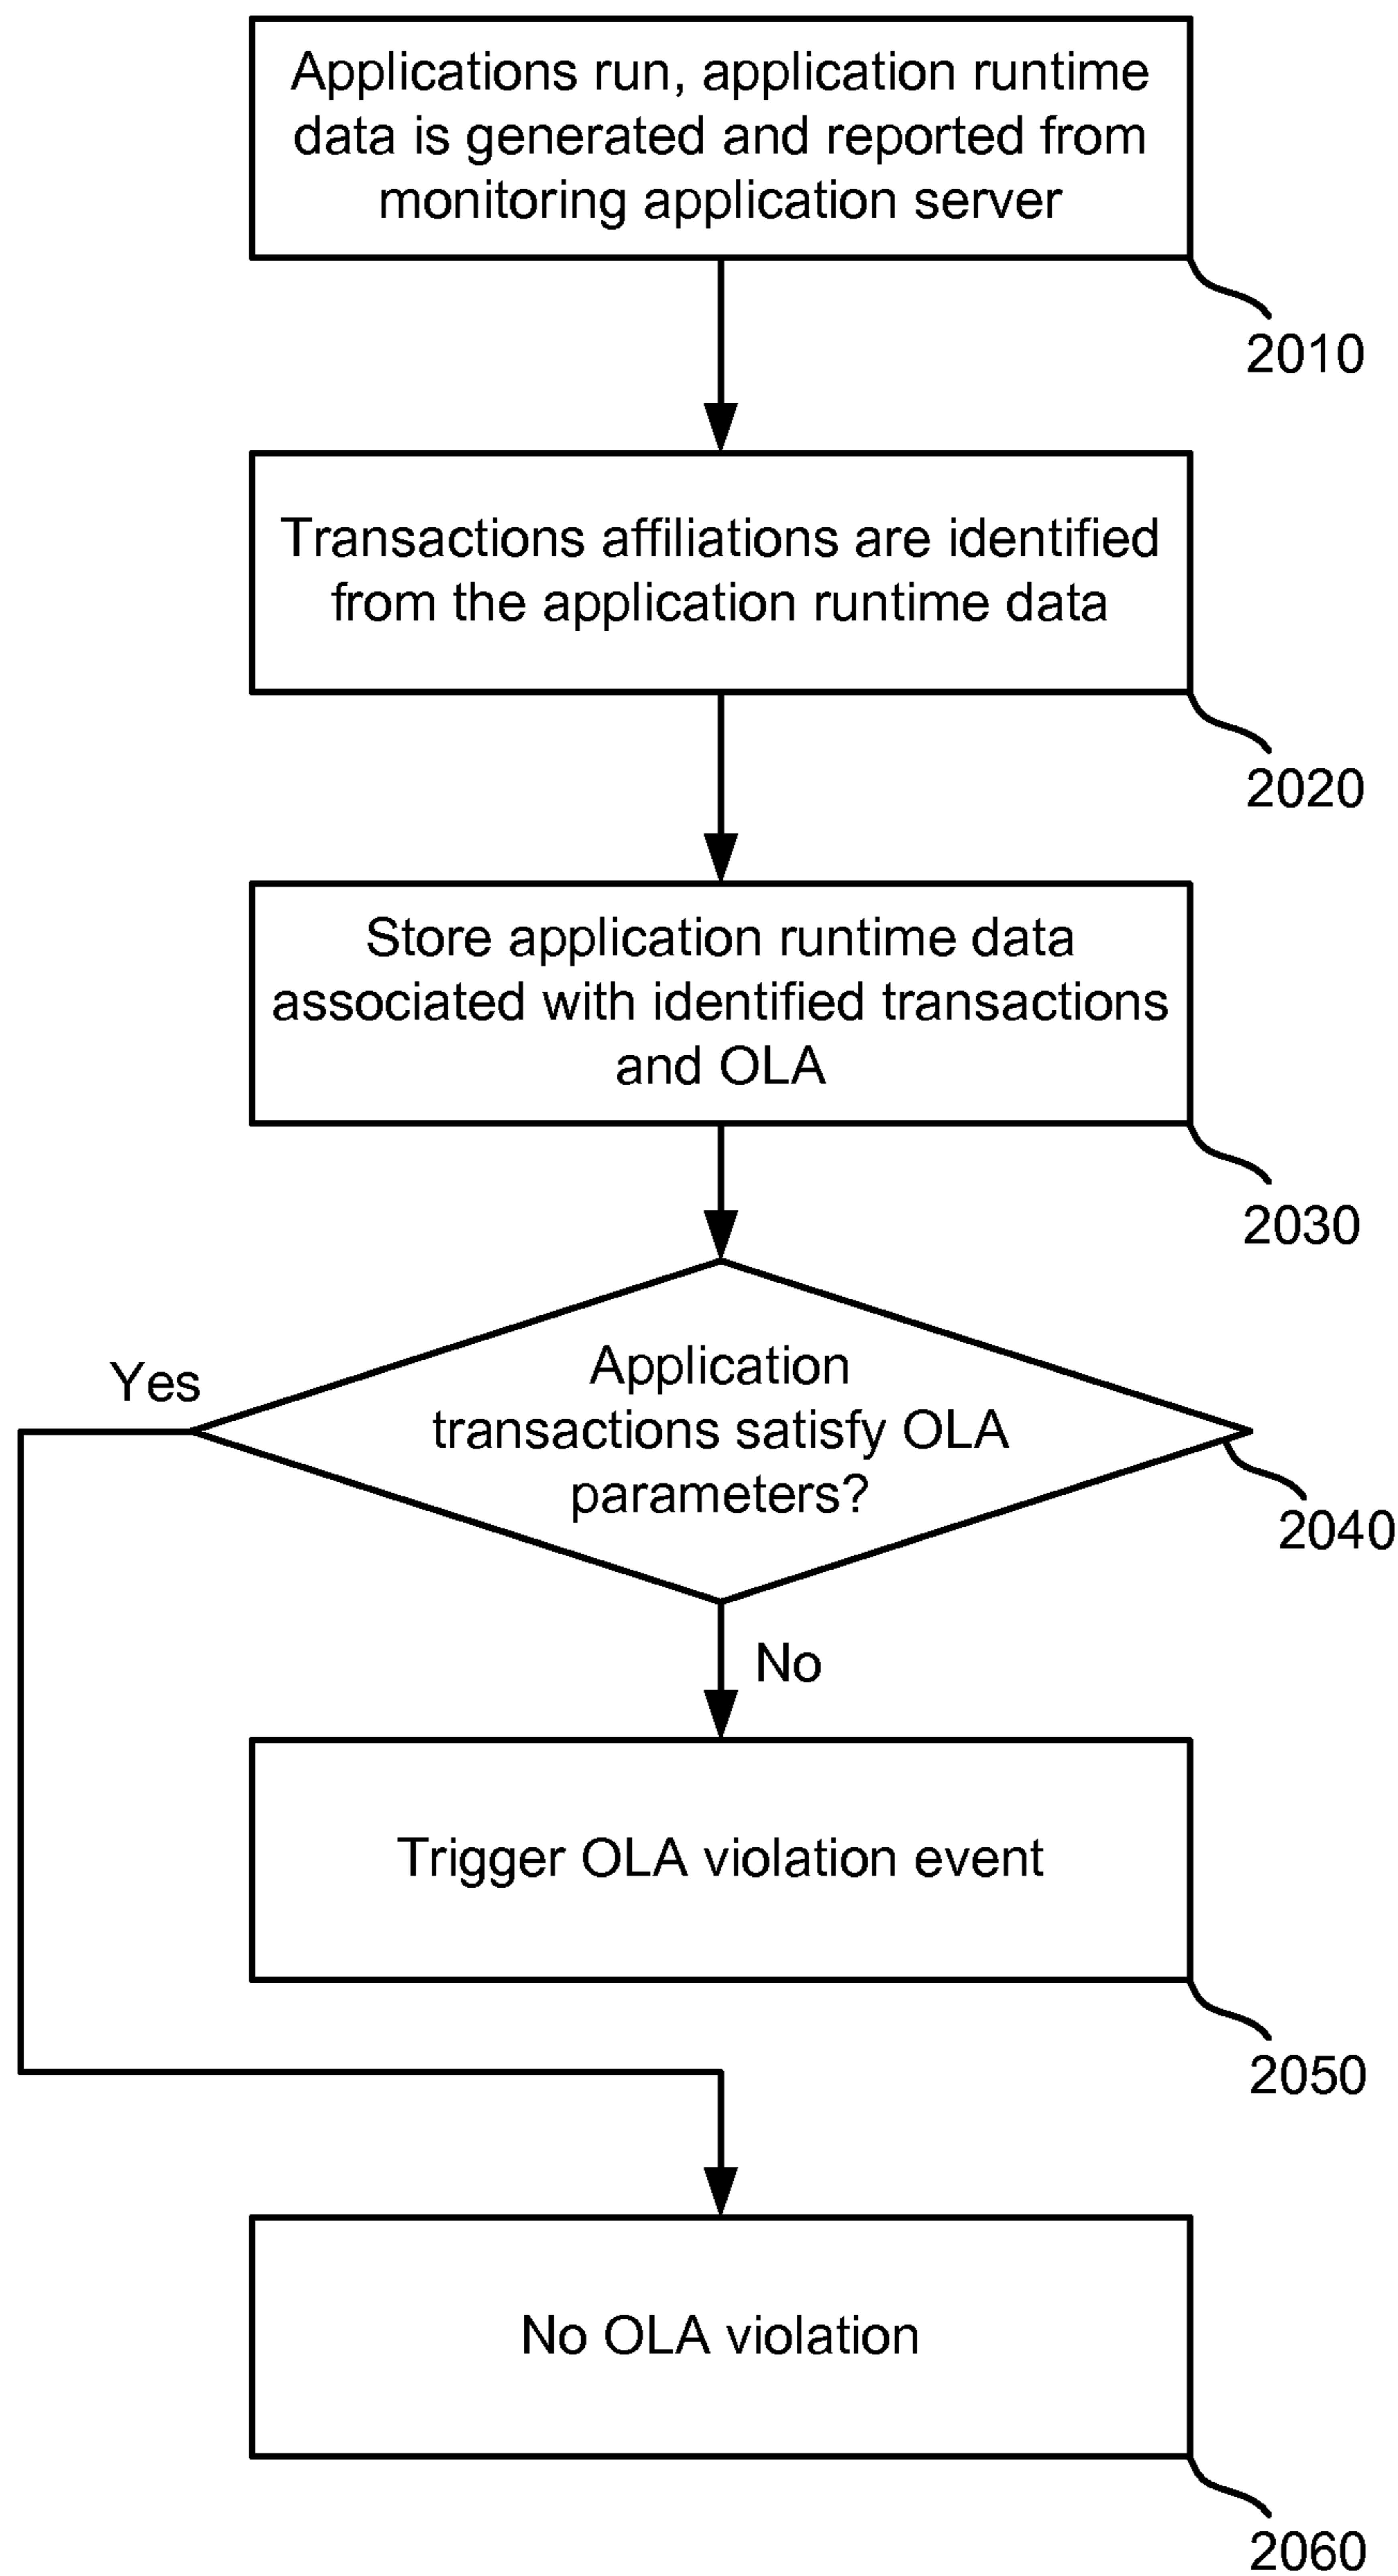 Applications run, application runtime
data is generated and reported from
monitoring application server
2010
Transactions affiliations are identified
from the application runtime data
2020
Store application runtime data
associated with identified transactions
and OLA
2030
Yes
Application
transactions satisfy OLA
parameters?
2040
No
Trigger OLA violation event
2050
No OLA violation
2060